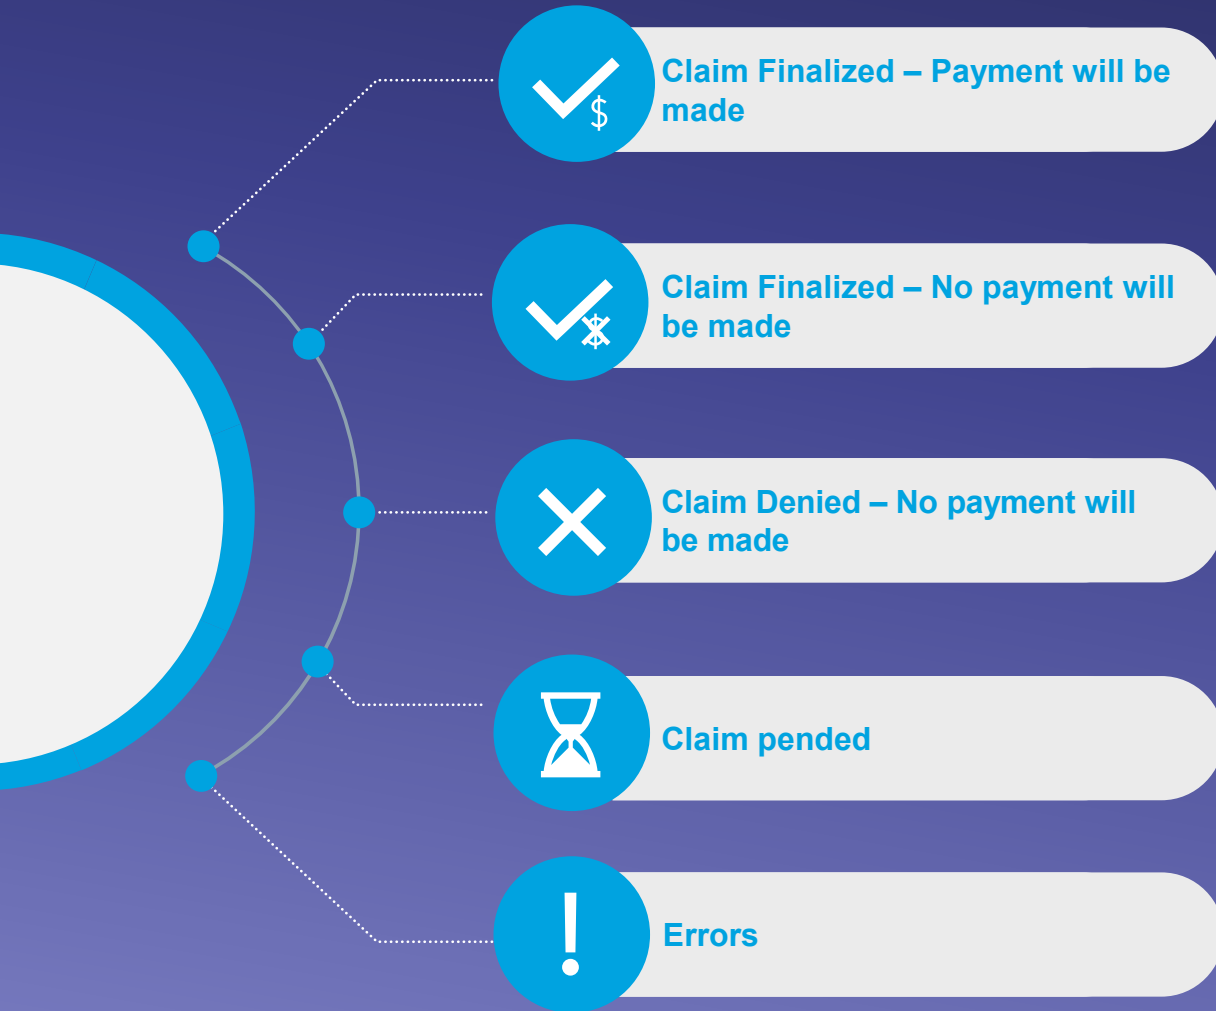 Claim Finalized – Payment will be
made
Claim Finalized – No payment will
be made
Claim Denied – No payment will
be made
Claim pended
Errors